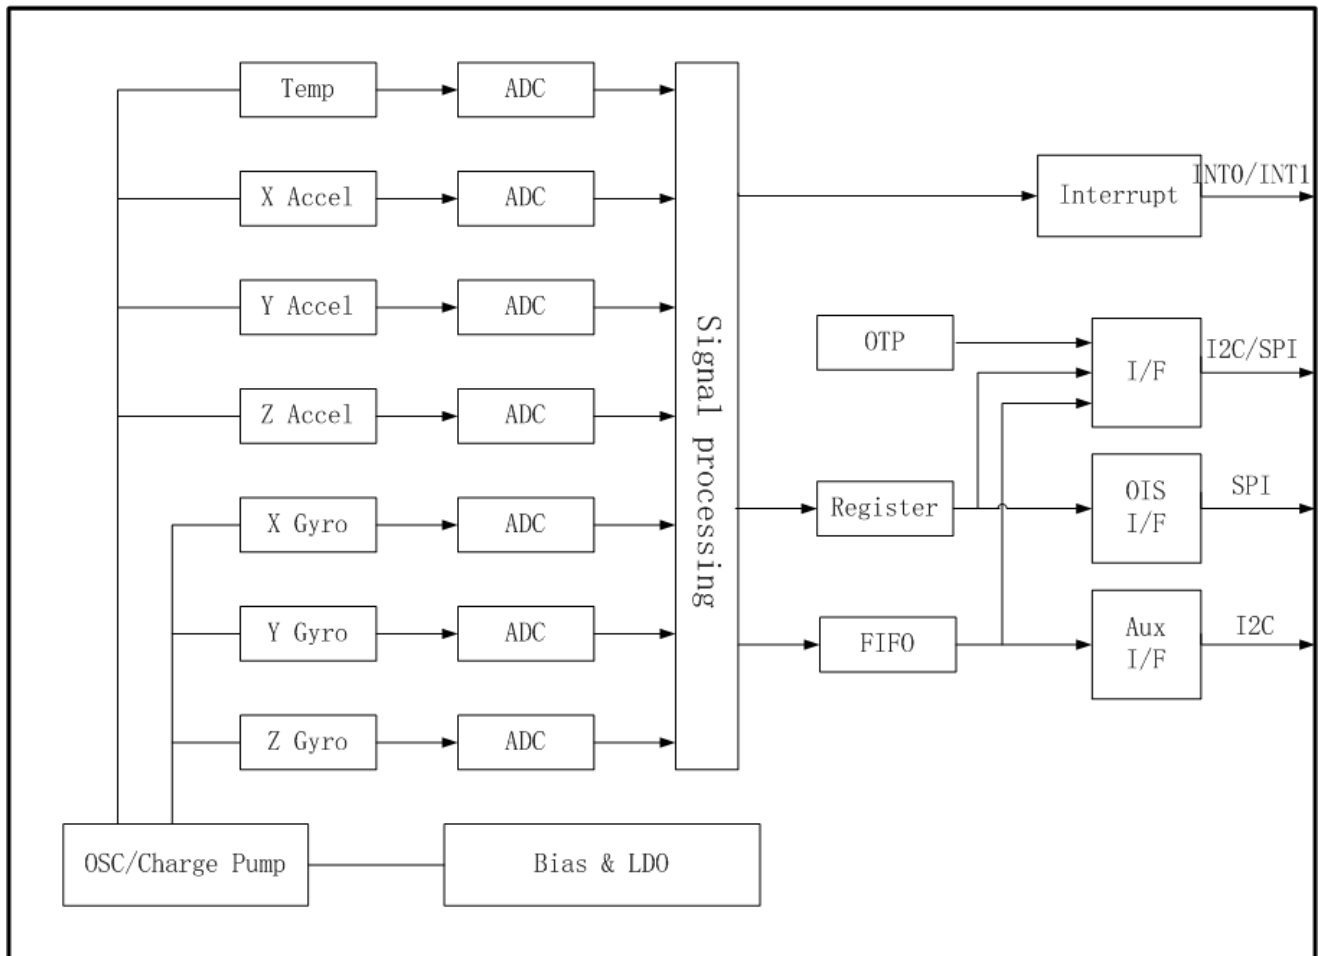 Temp
ADC
X Accel
ADC
Y Accel
ADC
Z Accel
ADC
X Gyro
ADC
Y Gyro
ADC
Z Gyro
ADC
OSC/Charge Pump
Bias & LDO
Signal processing
Interrupt
INT0/INT1
OTP
I/F
I2C/SPI
Register
OIS
I/F
SPI
FIFO
Aux
I/F
I2C